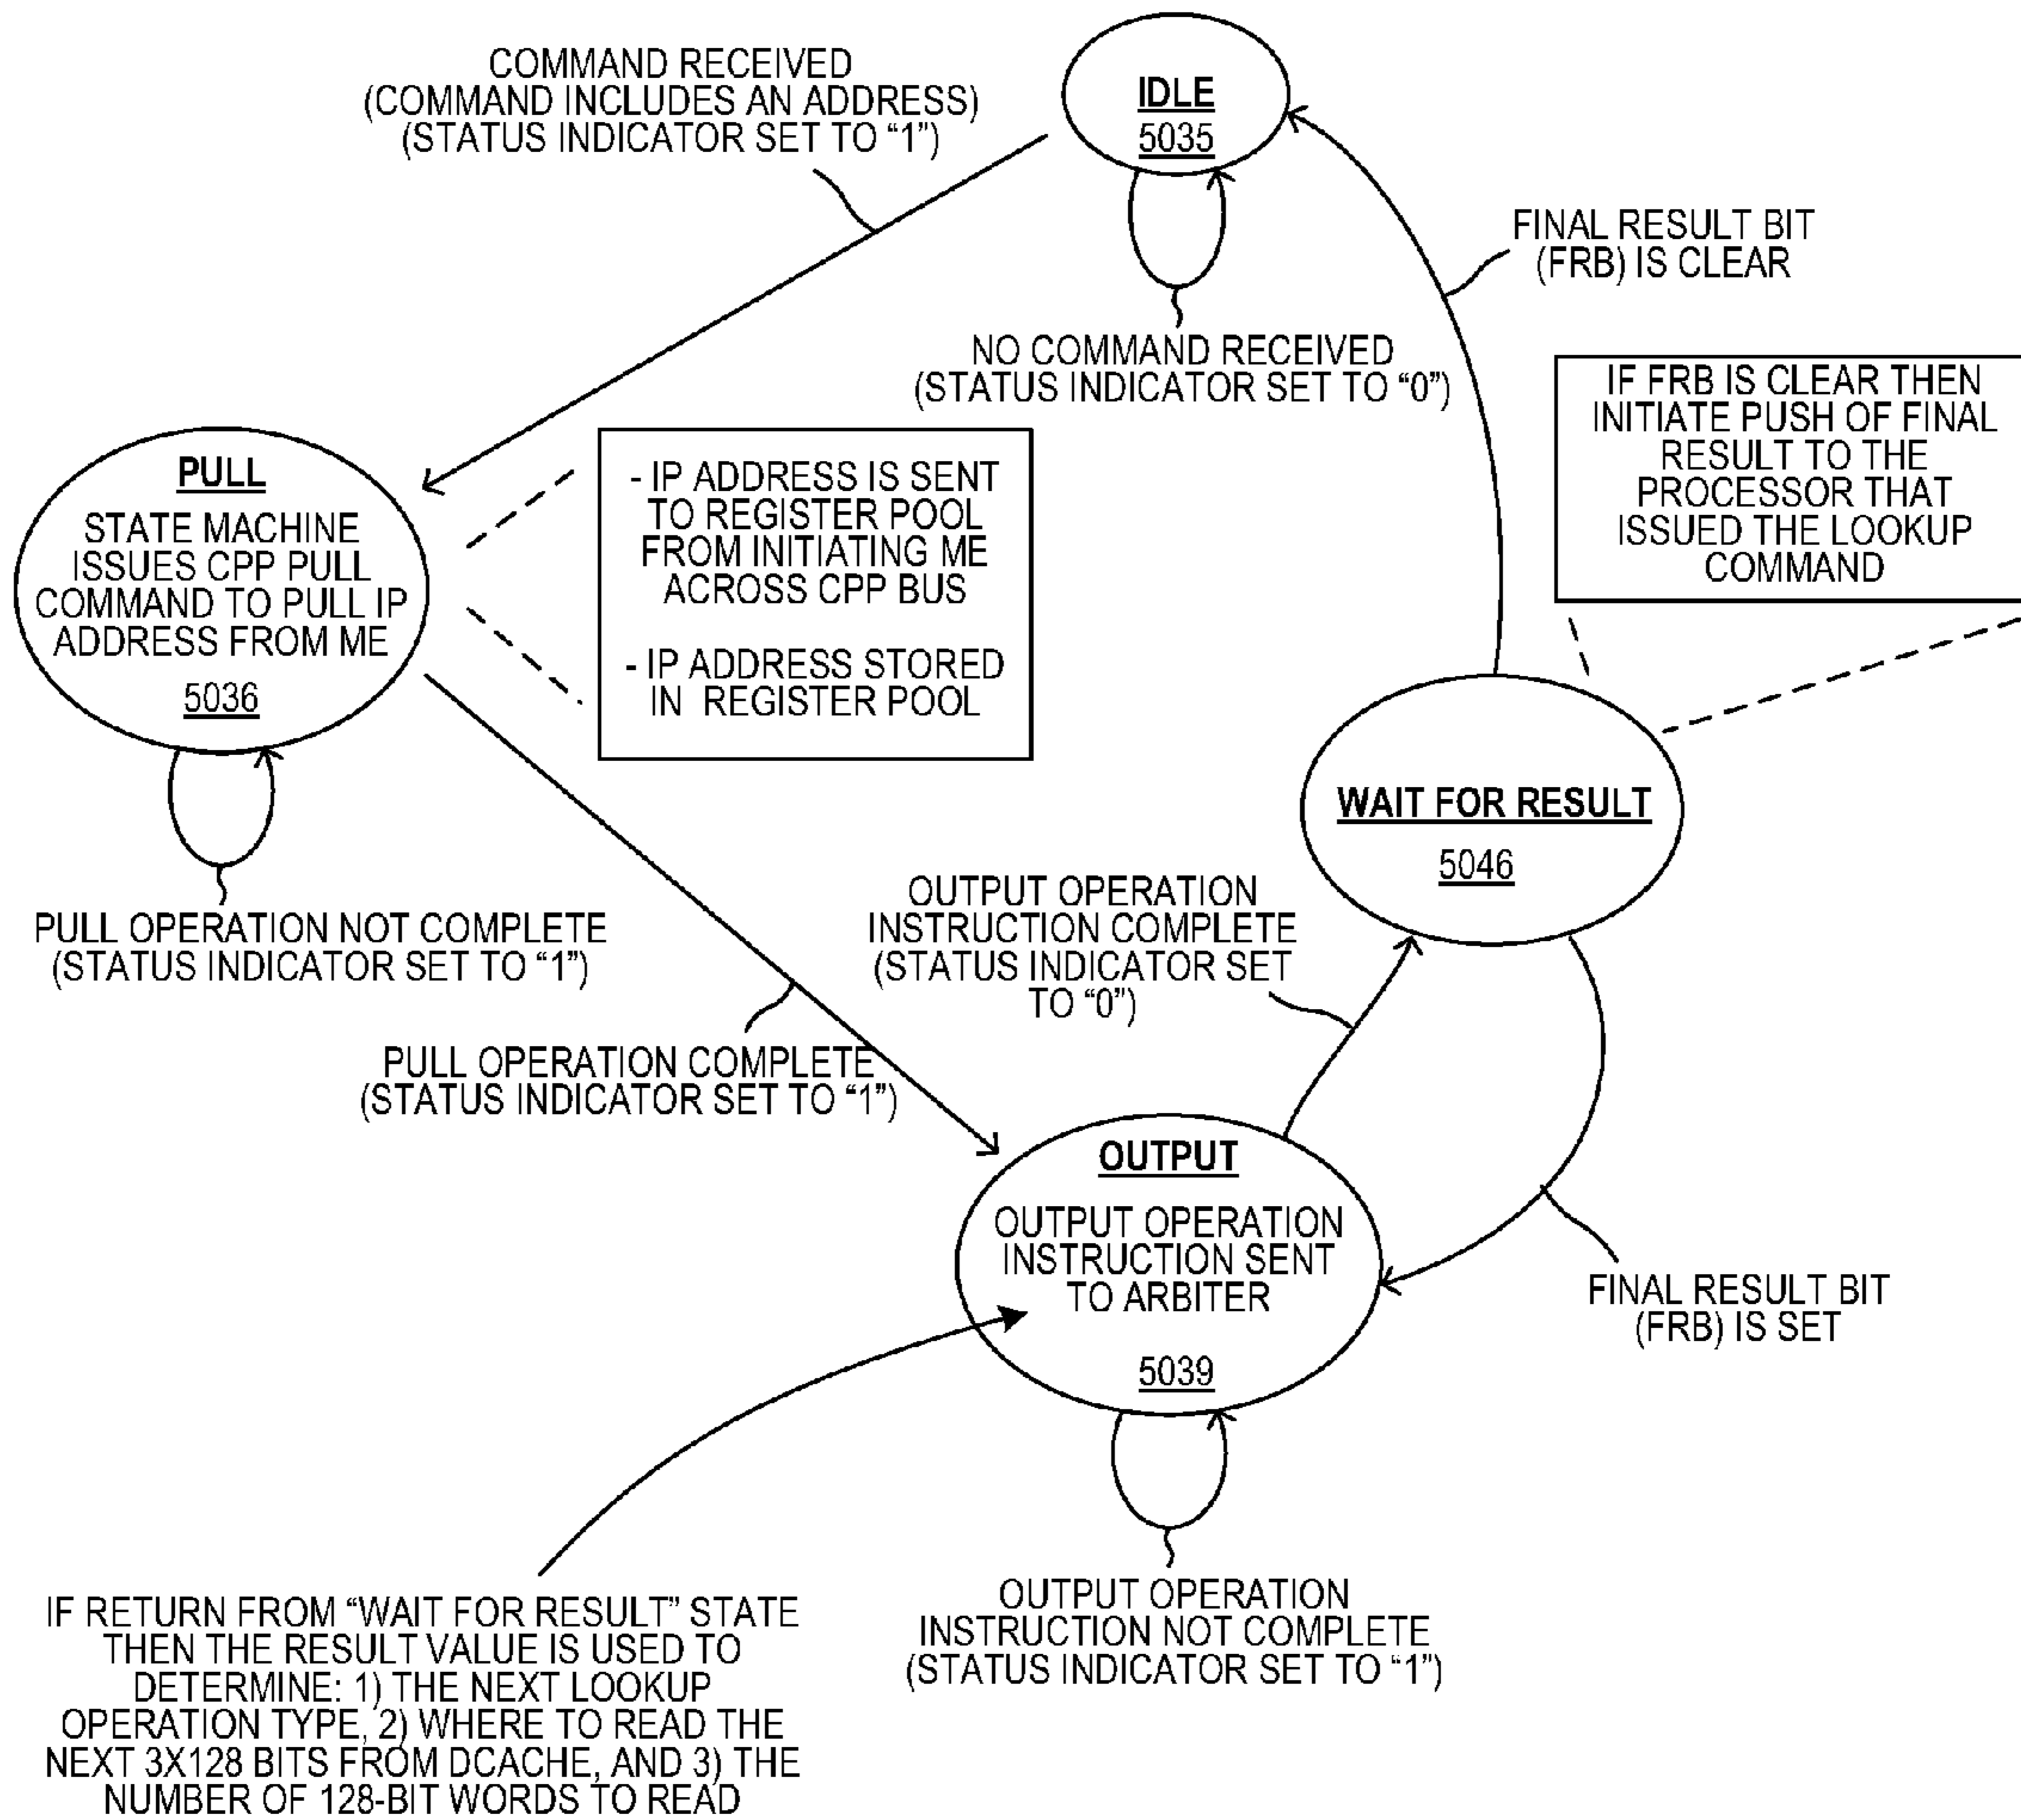 COMMAND RECEIVED
(COMMAND INCLUDES AN ADDRESS)
(STATUS INDICATOR SET TO “1”)
IDLE
5035
FINAL RESULT BIT
(FRB) IS CLEAR
NO COMMAND RECEIVED
(STATUS INDICATOR SET TO “0”)
IF FRB IS CLEAR THEN
INITIATE PUSH OF FINAL
RESULT TO THE
PROCESSOR THAT
ISSUED THE LOOKUP
COMMAND
PULL
STATE MACHINE
ISSUES CPP PULL
COMMAND TO PULL IP
ADDRESS FROM ME
5036
- IP ADDRESS IS SENT
TO REGISTER POOL
FROM INITIATING ME
ACROSS CPP BUS
- IP ADDRESS STORED
IN REGISTER POOL
WAIT FOR RESULT
5046
PULL OPERATION NOT COMPLETE
(STATUS INDICATOR SET TO “1”)
OUTPUT OPERATION
INSTRUCTION COMPLETE
(STATUS INDICATOR SET
TO “0”)
PULL OPERATION COMPLETE
(STATUS INDICATOR SET TO “1”)
OUTPUT
OUTPUT OPERATION
INSTRUCTION SENT
TO ARBITER
5039
FINAL RESULT BIT
(FRB) IS SET
OUTPUT OPERATION
INSTRUCTION NOT COMPLETE
(STATUS INDICATOR SET TO “1”)
IF RETURN FROM “WAIT FOR RESULT” STATE
THEN THE RESULT VALUE IS USED TO
DETERMINE: 1) THE NEXT LOOKUP
OPERATION TYPE, 2) WHERE TO READ THE
NEXT 3X128 BITS FROM DCACHE, AND 3) THE
NUMBER OF 128-BIT WORDS TO READ